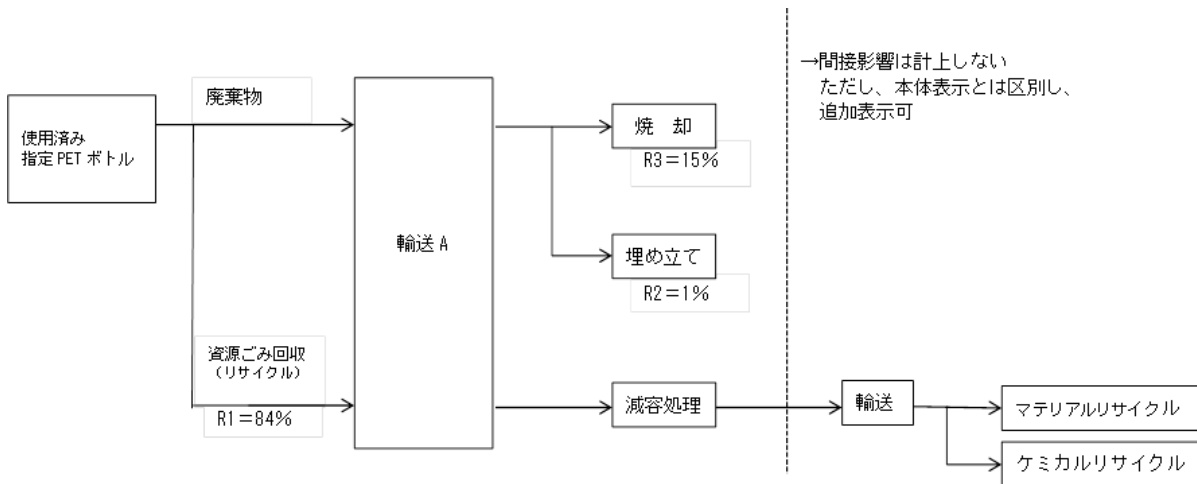 →間接影響は計上しない
ただし、本体表示とは区別し、
追加表示可
廃棄物
使用済み
指定PETボトル
焼 却
R3＝15%
輸送A
埋め立て
R2＝1%
資源ごみ回収
（リサイクル）
R1＝84%
減容処理
輸送
マテリアルリサイクル
ケミカルリサイクル